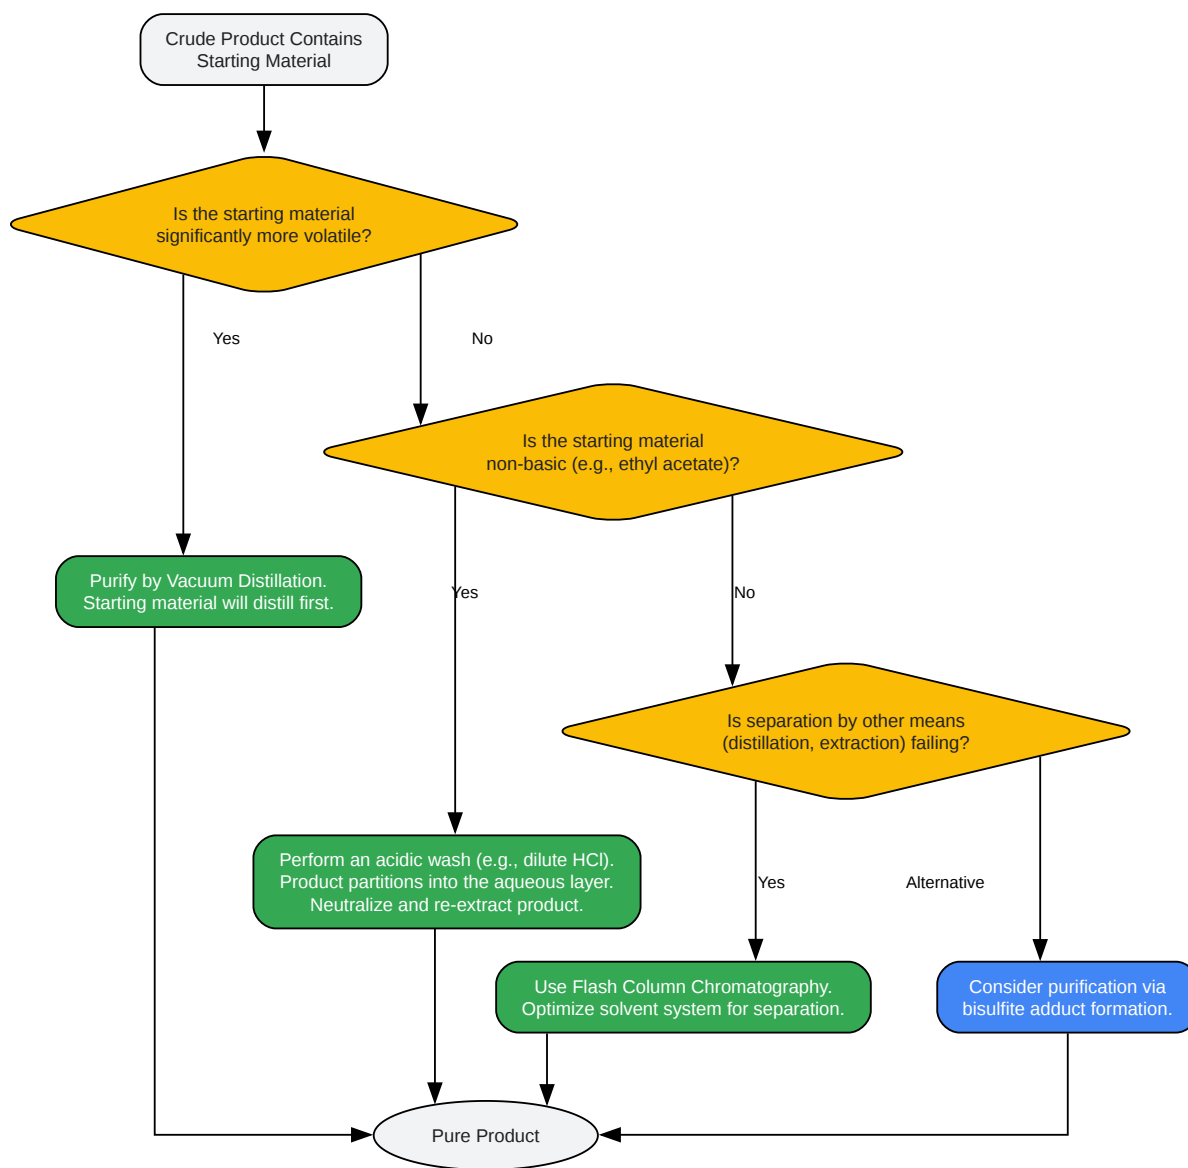 Crude Product Contains
Starting Material
Is the starting material
significantly more volatile?
Yes
No
Is the starting material
non-basic (e.g., ethyl acetate)?
Purify by Vacuum Distillation.
Starting material will distill first.
Yes
No
Is separation by other means
(distillation, extraction) failing?
Perform an acidic wash (e.g., dilute HCl).
Product partitions into the aqueous layer.
Neutralize and re-extract product.
Yes
Alternative
Use Flash Column Chromatography.
Optimize solvent system for separation.
Consider purification via
bisulfite adduct formation.
Pure Product